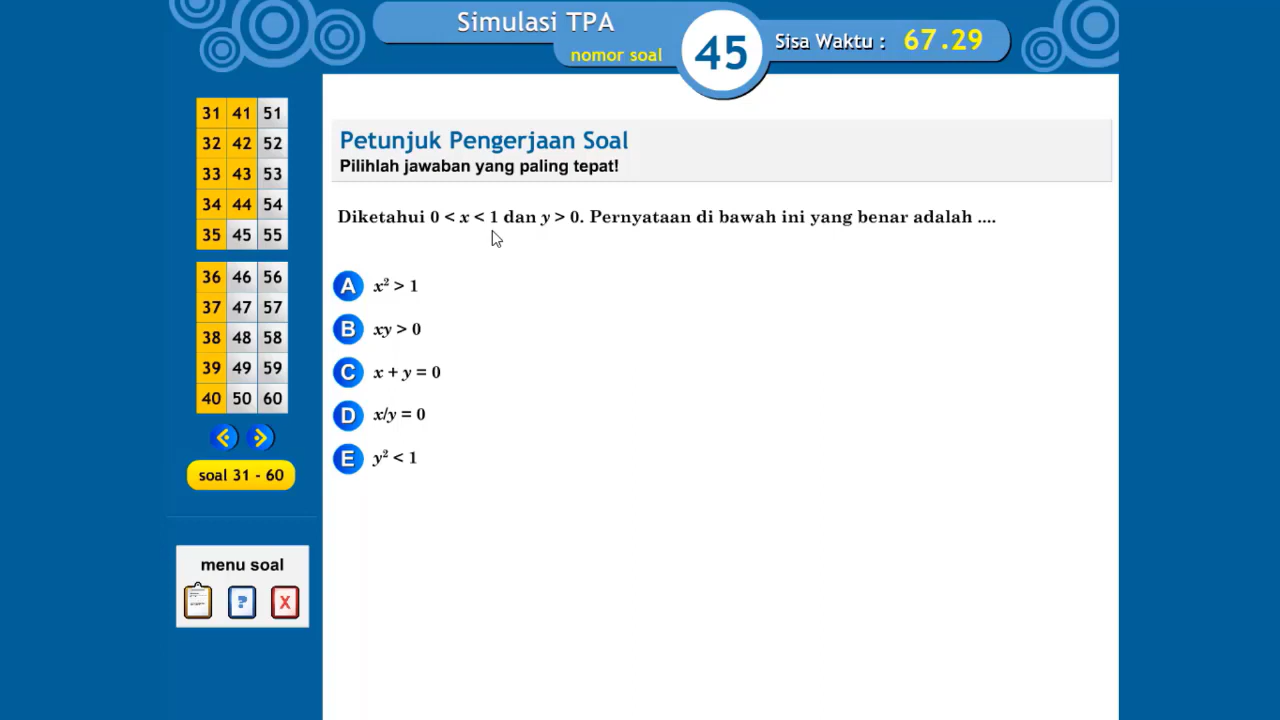 Simulasi TPA
nomor soal
45
Sisa Waktu : 67.29
31 41 51
32 42 52
33 43 53
34 44 54
35 45 55
36 46 56
37 47 57
38 48 58
39 49 59
40 50 60
soal 31 - 60
menu soal
?
X
Petunjuk Pengerjaan Soal
Pilihlah jawaban yang paling tepat!
Diketahui 0 < x < 1 dan y > 0. Pernyataan di bawah ini yang benar adalah ....
A x² > 1
B xy > 0
C x + y = 0
D x/y = 0
E y² < 1